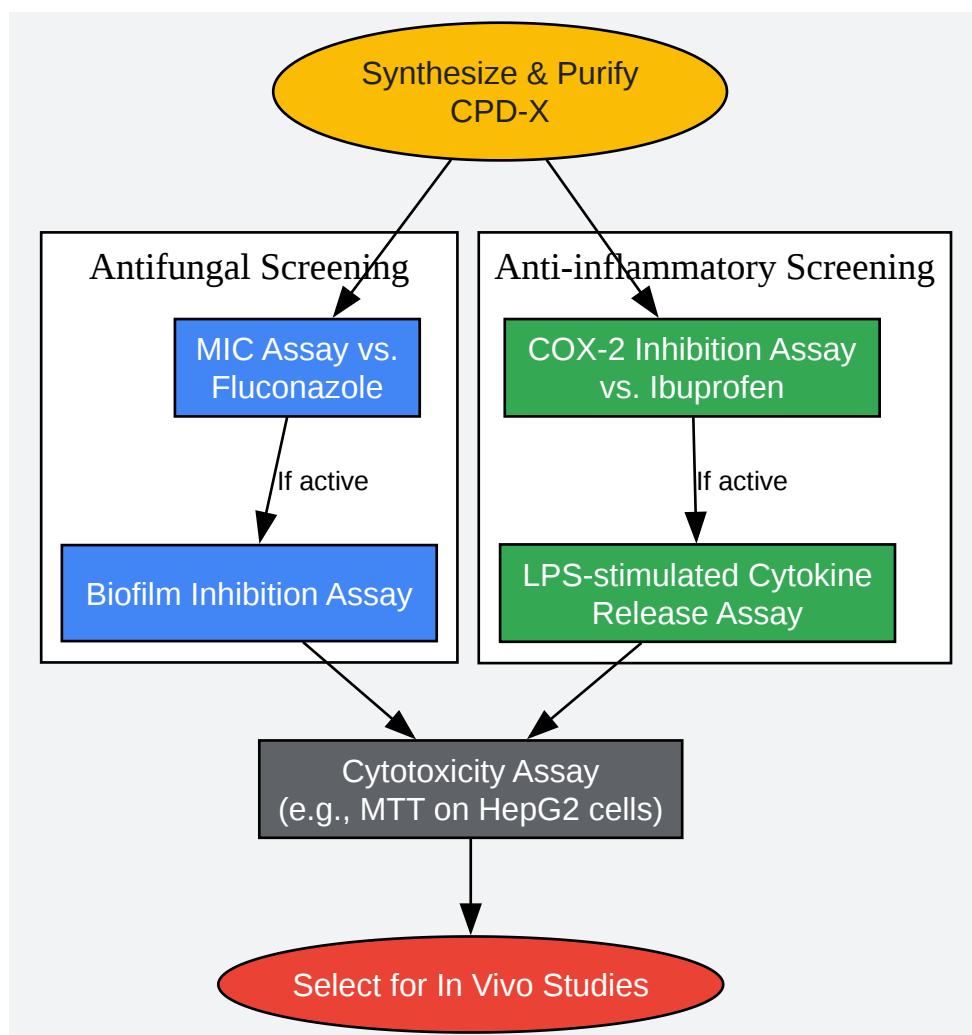 Synthesize & Purify
CPD-X
Antifungal Screening
Anti-inflammatory Screening
MIC Assay vs.
Fluconazole
COX-2 Inhibition Assay
vs. Ibuprofen
If active
If active
Biofilm Inhibition Assay
LPS-stimulated Cytokine
Release Assay
Cytotoxicity Assay
(e.g., MTT on HepG2 cells)
Select for In Vivo Studies